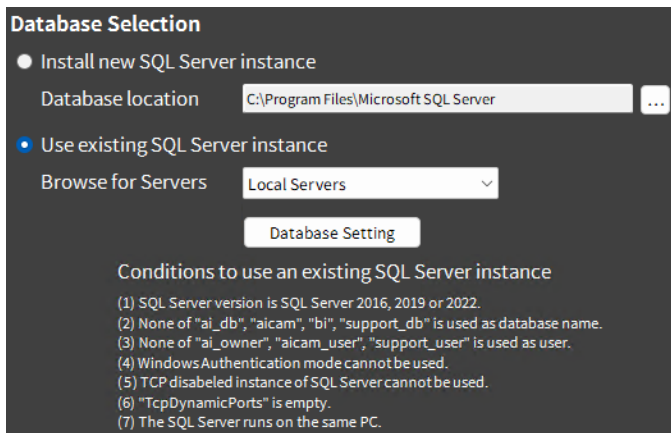 Database Selection
Install new SQL Server instance
Database location C:\Program Files\Microsoft SQL Server ...
Use existing SQL Server instance
Browse for Servers Local Servers
Database Setting
Conditions to use an existing SQL Server instance
(1) SQL Server version is SQL Server 2016, 2019 or 2022.
(2) None of "ai_db", "aicam", "bi", "support_db" is used as database name.
(3) None of "ai_owner", "aicam_user", "support_user" is used as user.
(4) Windows Authentication mode cannot be used.
(5) TCP disabeled instance of SQL Server cannot be used.
(6) "TcpDynamicPorts" is empty.
(7) The SQL Server runs on the same PC.